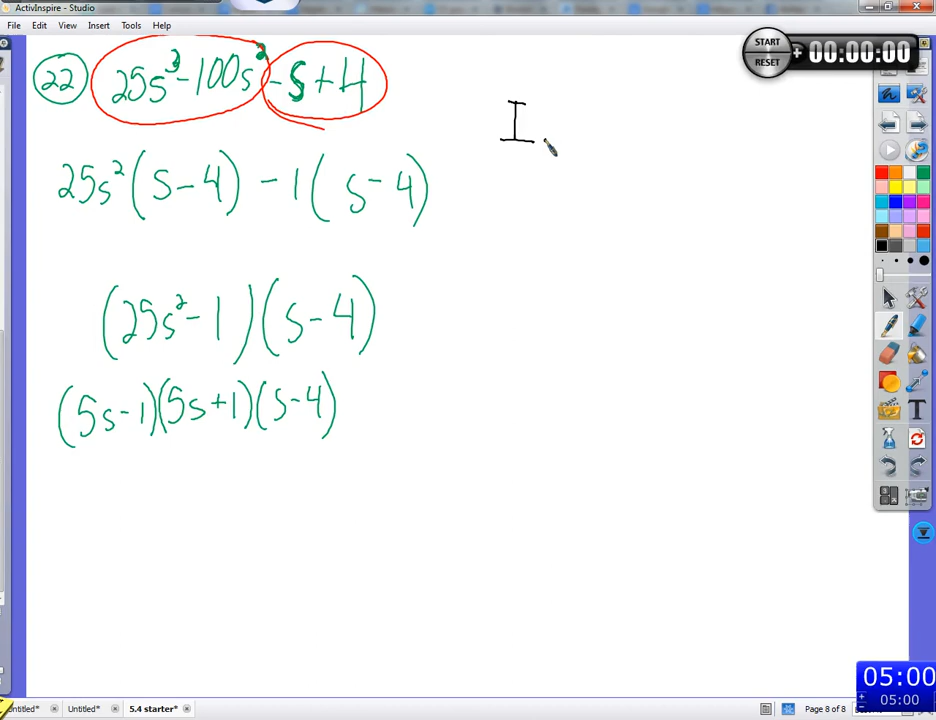 ActivInspire - Studio
File Edit View Insert Tools Help
START
RESET
+ 00:00:00
22 25s³-100s²-s+4
25s²(s-4) -1(s-4)
(25s²-1)(s-4)
(5s-1)(5s+1)(s-4)
I
05:00
05:00
Untitled* 5.4 starter* Page 8 of 8